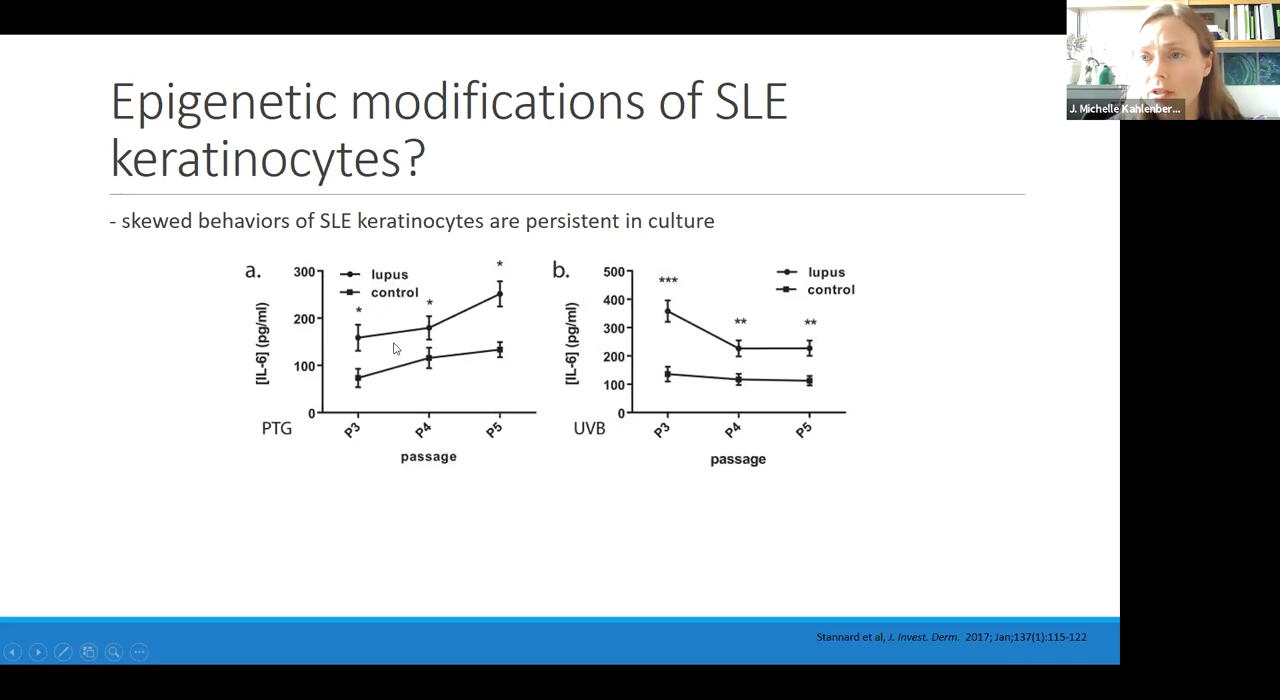 J. Michelle Kahlenber...
Epigenetic modifications of SLE
keratinocytes?
- skewed behaviors of SLE keratinocytes are persistent in culture
a.
[IL-6] (pg/ml)
300
200
100
0
lupus
control
*
*
*
PTG
P3
P4
P5
passage
b.
[IL-6] (pg/ml)
500
400
300
200
100
0
lupus
control
***
**
**
UVB
P3
P4
P5
passage
Stannard et al, J. Invest. Derm. 2017; Jan;137(1):115-122